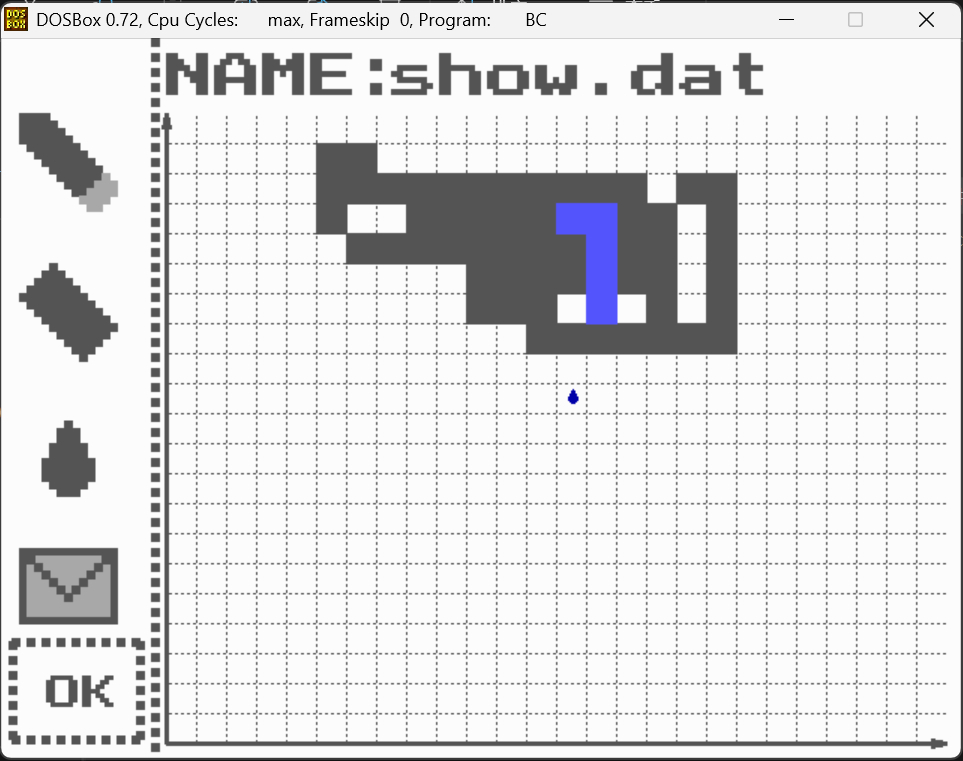 DOSBox 0.72, Cpu Cycles: max, Frameskip 0, Program: BC
NAME:show.dat
OK